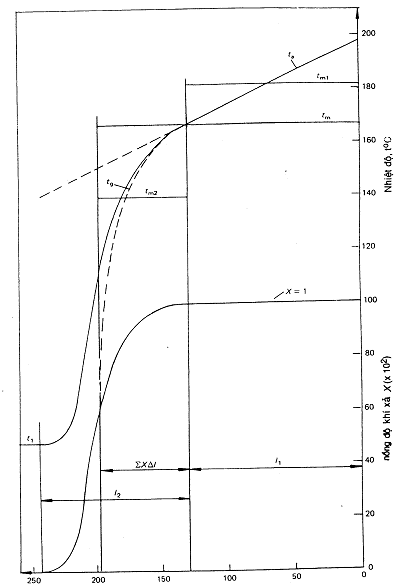 200
t_s
t_m1
180
t_m
160
Nhiệt độ, t°C
t_g
t_m2
140
120
X = 1
100
80
nồng độ khí xả X (x 10²)
60
t_1
ΣXΔl
l_1
40
l_2
20
0
250
200
150
100
50
0